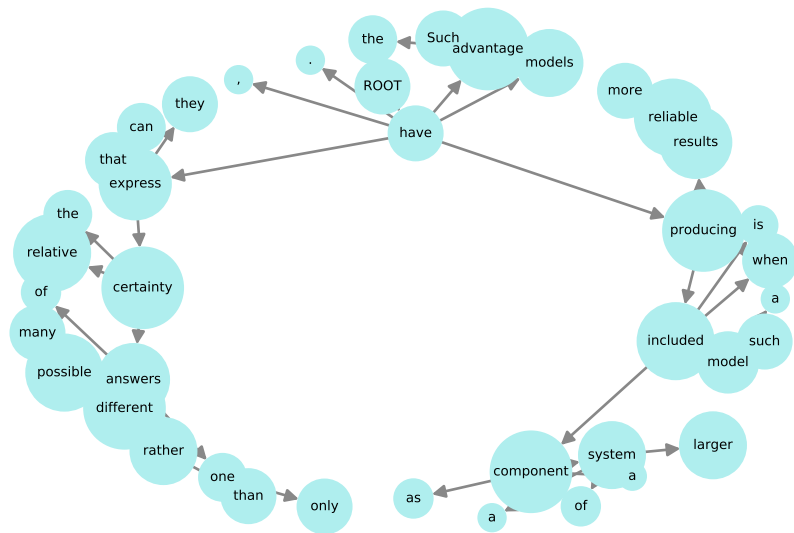 the
Such
advantage
models
.
,
ROOT
have
they
can
that
express
more
reliable
results
the
relative
of
certainty
many
possible
answers
different
rather
one
than
only
producing
is
when
a
included
such
model
component
system
larger
a
as
a
of